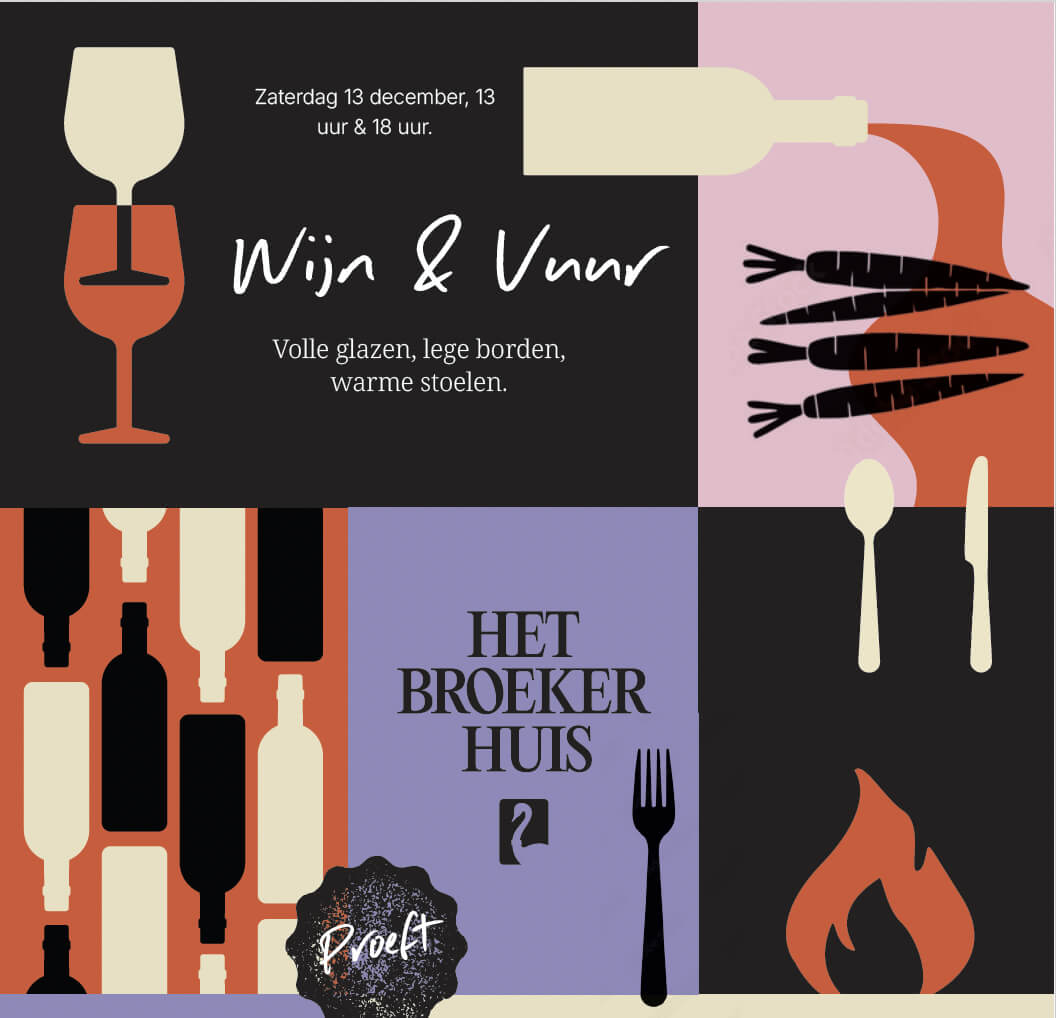 Zaterdag 13 december, 13
uur & 18 uur.
Wijn & Vuur
Volle glazen, lege borden,
warme stoelen.
HET
BROEKER
HUIS
Proeft